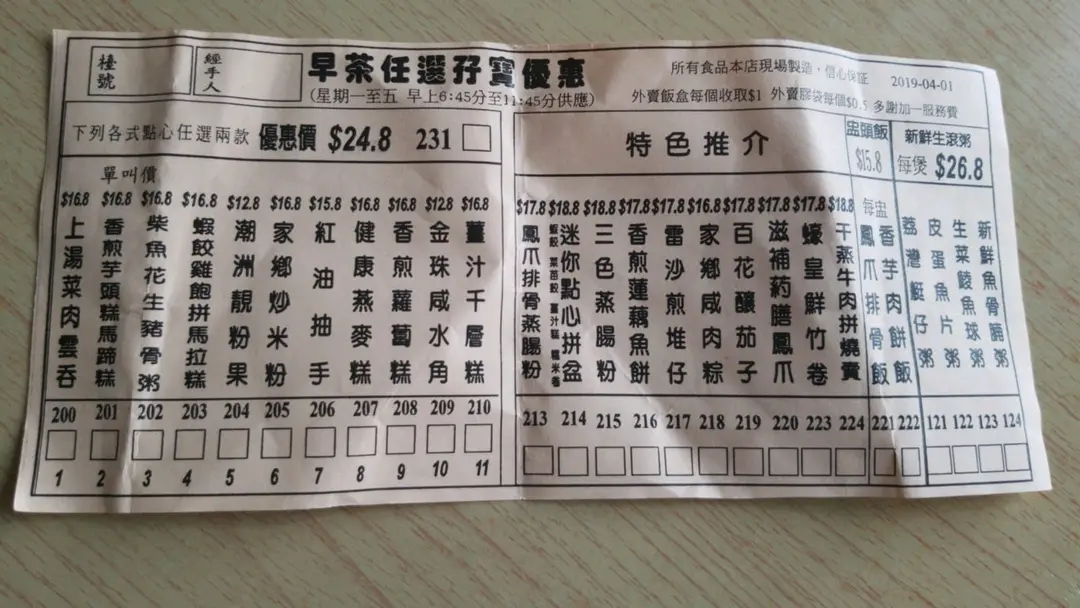 檯號
經手人
早茶任選孖寶優惠
(星期一至五 早上6:45分至11:45分供應)
所有食品本店現場製造，信心保証
2019-04-01
外賣飯盒每個收取$1 外賣膠袋每個$0.5 多謝加一服務費
下列各式點心任選兩款 優惠價 $24.8 231
單叫價
$16.8 上湯菜肉雲吞 200 1
$16.8 香煎芋頭糕馬蹄糕 201 2
$16.8 柴魚花生豬骨粥 202 3
$16.8 蝦餃雞飽拼馬拉糕 203 4
$12.8 潮洲靚粉果 204 5
$16.8 家鄉炒米粉 205 6
$15.8 紅油抽手 206 7
$16.8 健康蒸麥糕 207 8
$16.8 香煎蘿蔔糕 208 9
$12.8 金珠咸水角 209 10
$16.8 薑汁千層糕 210 11
特色推介
$17.8 鳳爪排骨蒸腸粉 213
$18.8 迷你點心拼盆 蝦餃 菜苗餃 薑汁糕 糯米卷 214
$18.8 三色蒸腸粉 215
$17.8 香煎蓮藕魚餅 216
$17.8 雷沙煎堆仔 217
$16.8 家鄉咸肉粽 218
$17.8 百花釀茄子 219
$17.8 滋補葯膳鳳爪 220
$17.8 蠔皇鮮竹卷 223
$18.8 干蒸牛肉拼燒賣 224
盅頭飯
$15.8
每盅
鳳爪排骨飯 221
香芋肉餅飯 222
新鮮生滾粥
每煲 $26.8
荔灣艇仔粥 121
皮蛋魚片粥 122
生菜鯪魚球粥 123
新鮮魚骨腩粥 124